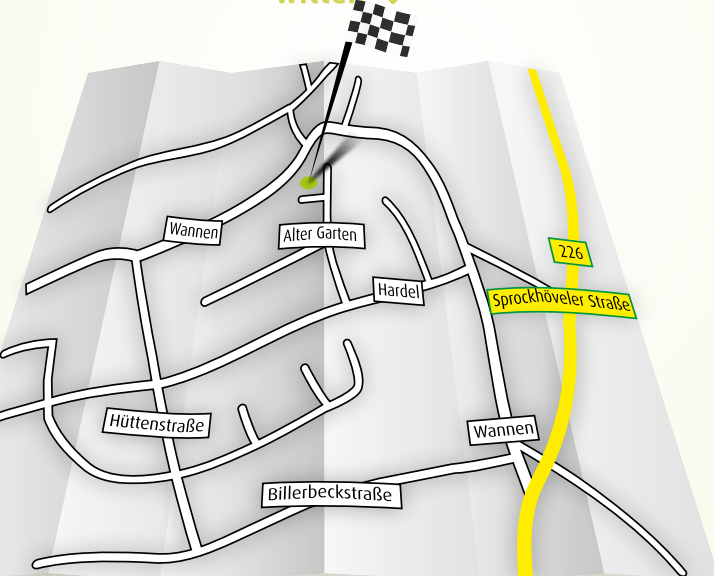 Wannen
Alter Garten
226
Hardel
Sprockhöveler Straße
Hüttenstraße
Wannen
Billerbeckstraße